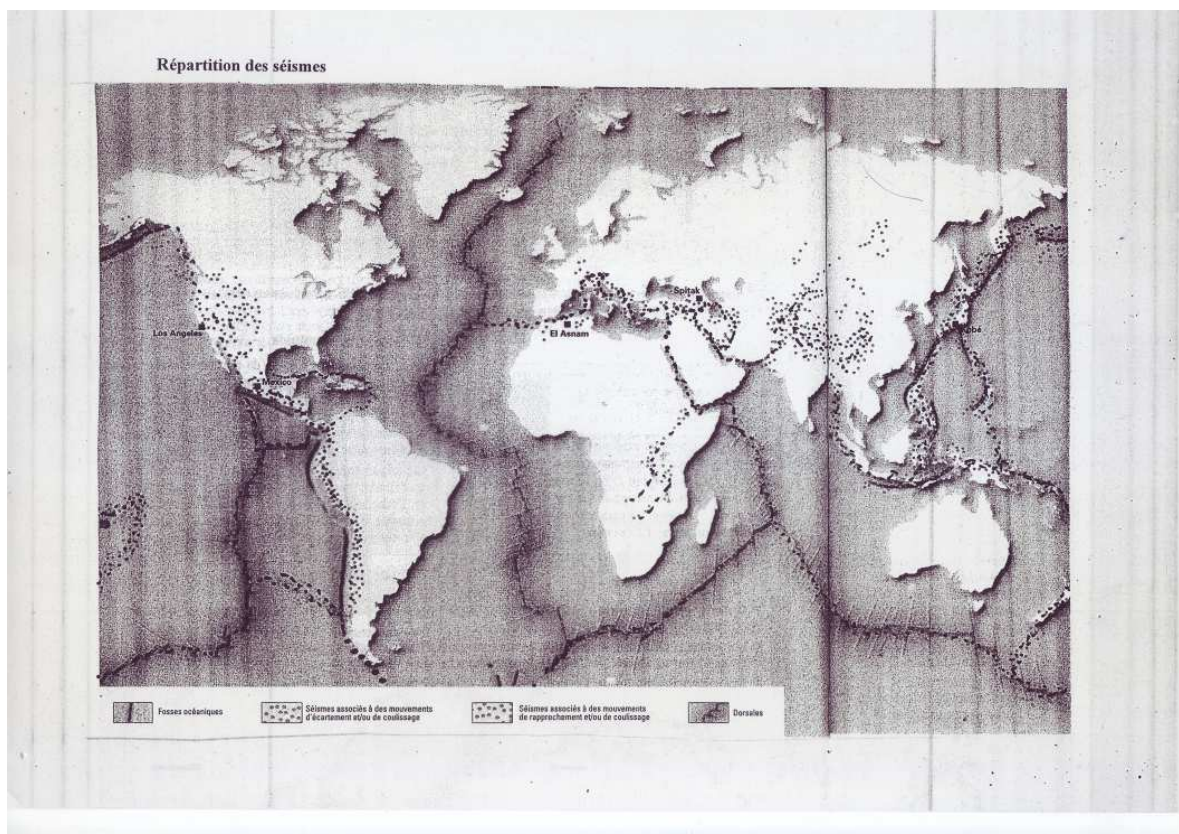 Répartition des séismes
Spitak
Los Angeles
El Asnam
Kobé
Mexico
Fosses océaniques
Séismes associés à des mouvements
d'écartement et/ou de coulissage
Séismes associés à des mouvements
de rapprochement et/ou de coulissage
Dorsales